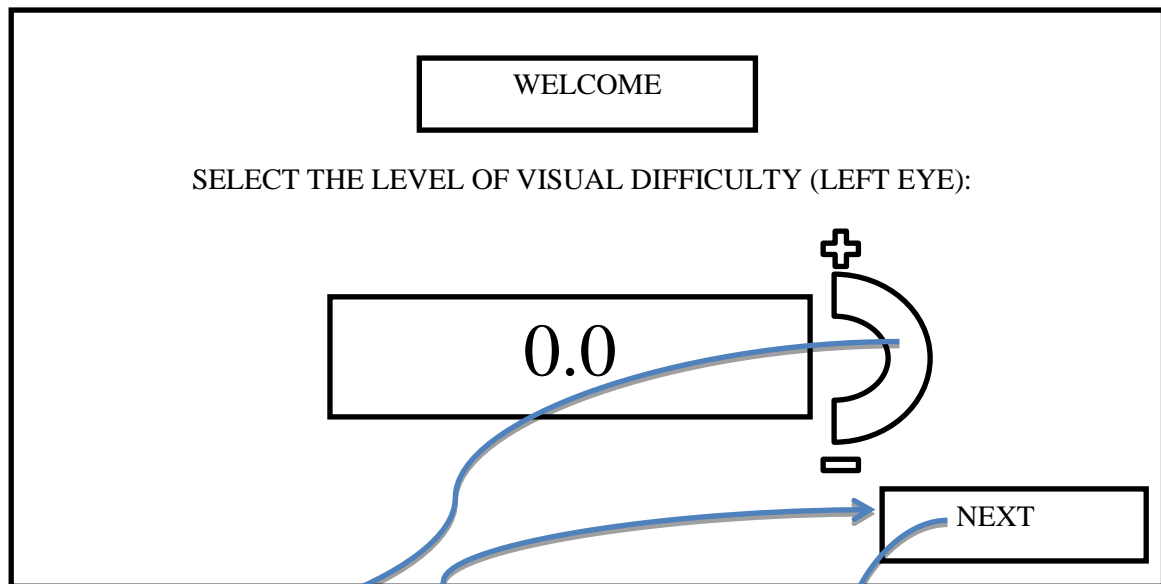 WELCOME
SELECT THE LEVEL OF VISUAL DIFFICULTY (LEFT EYE):
0.0
NEXT